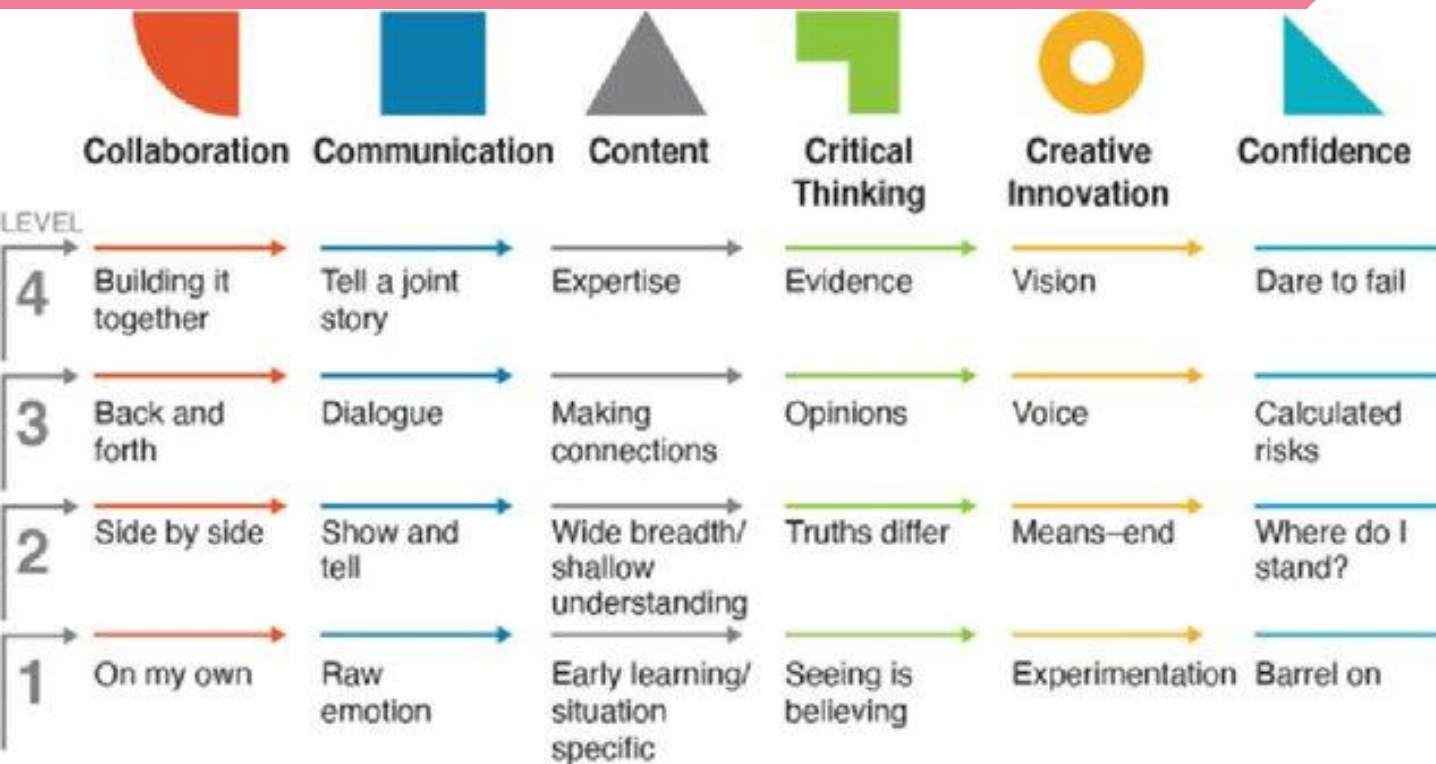 Collaboration Communication Content Critical Creative Confidence
Thinking Innovation
LEVEL
4 Building it Tell a joint Expertise Evidence Vision Dare to fail
together story
3 Back and Dialogue Making Opinions Voice Calculated
forth connections risks
2 Side by side Show and Wide breadth/ Truths differ Means–end Where do I
tell shallow stand?
understanding
1 On my own Raw Early learning/ Seeing is Experimentation Barrel on
emotion situation believing
specific